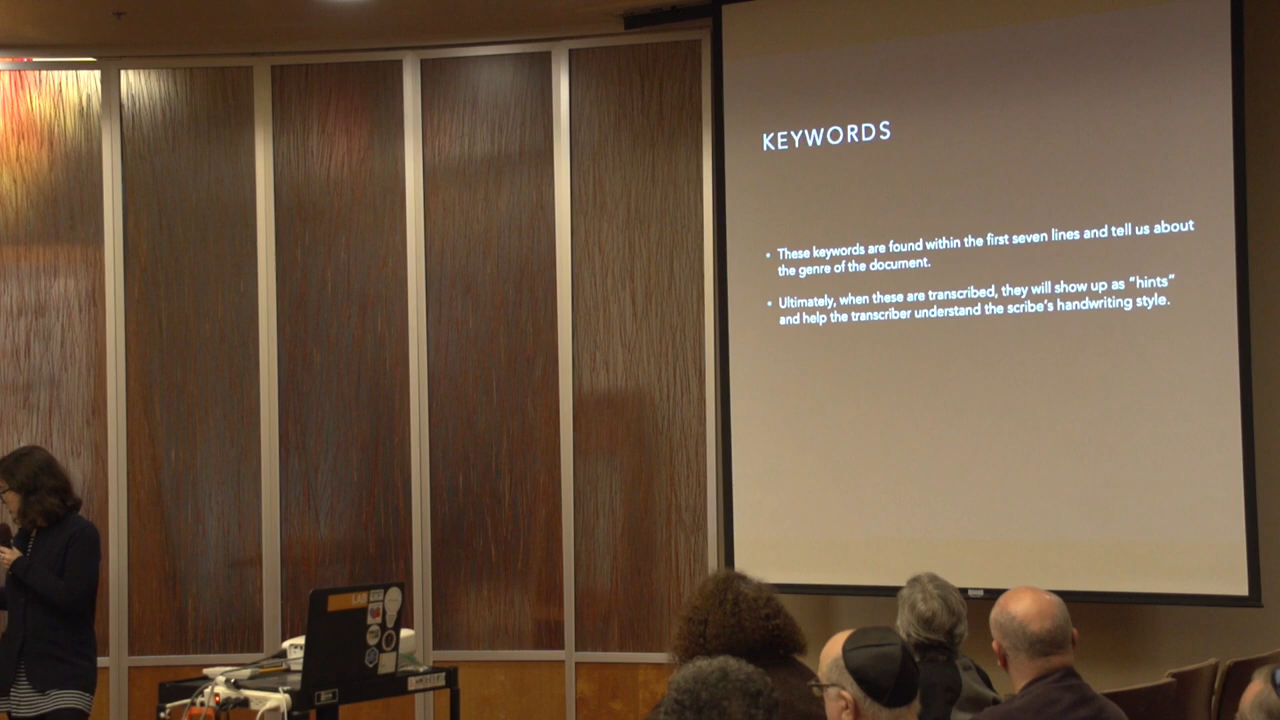 KEYWORDS
• These keywords are found within the first seven lines and tell us about
the genre of the document.
• Ultimately, when these are transcribed, they will show up as “hints”
and help the transcriber understand the scribe’s handwriting style.
LAB